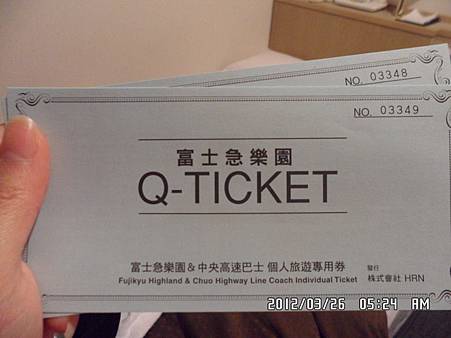 NO. 03348
NO. 03349
富士急樂園
Q-TICKET
富士急樂園&中央高速巴士 個人旅遊專用券
Fujikyu Highland & Chuo Highway Line Coach Individual Ticket
發行
株式會社 HRN
2012/03/26 05:24 AM